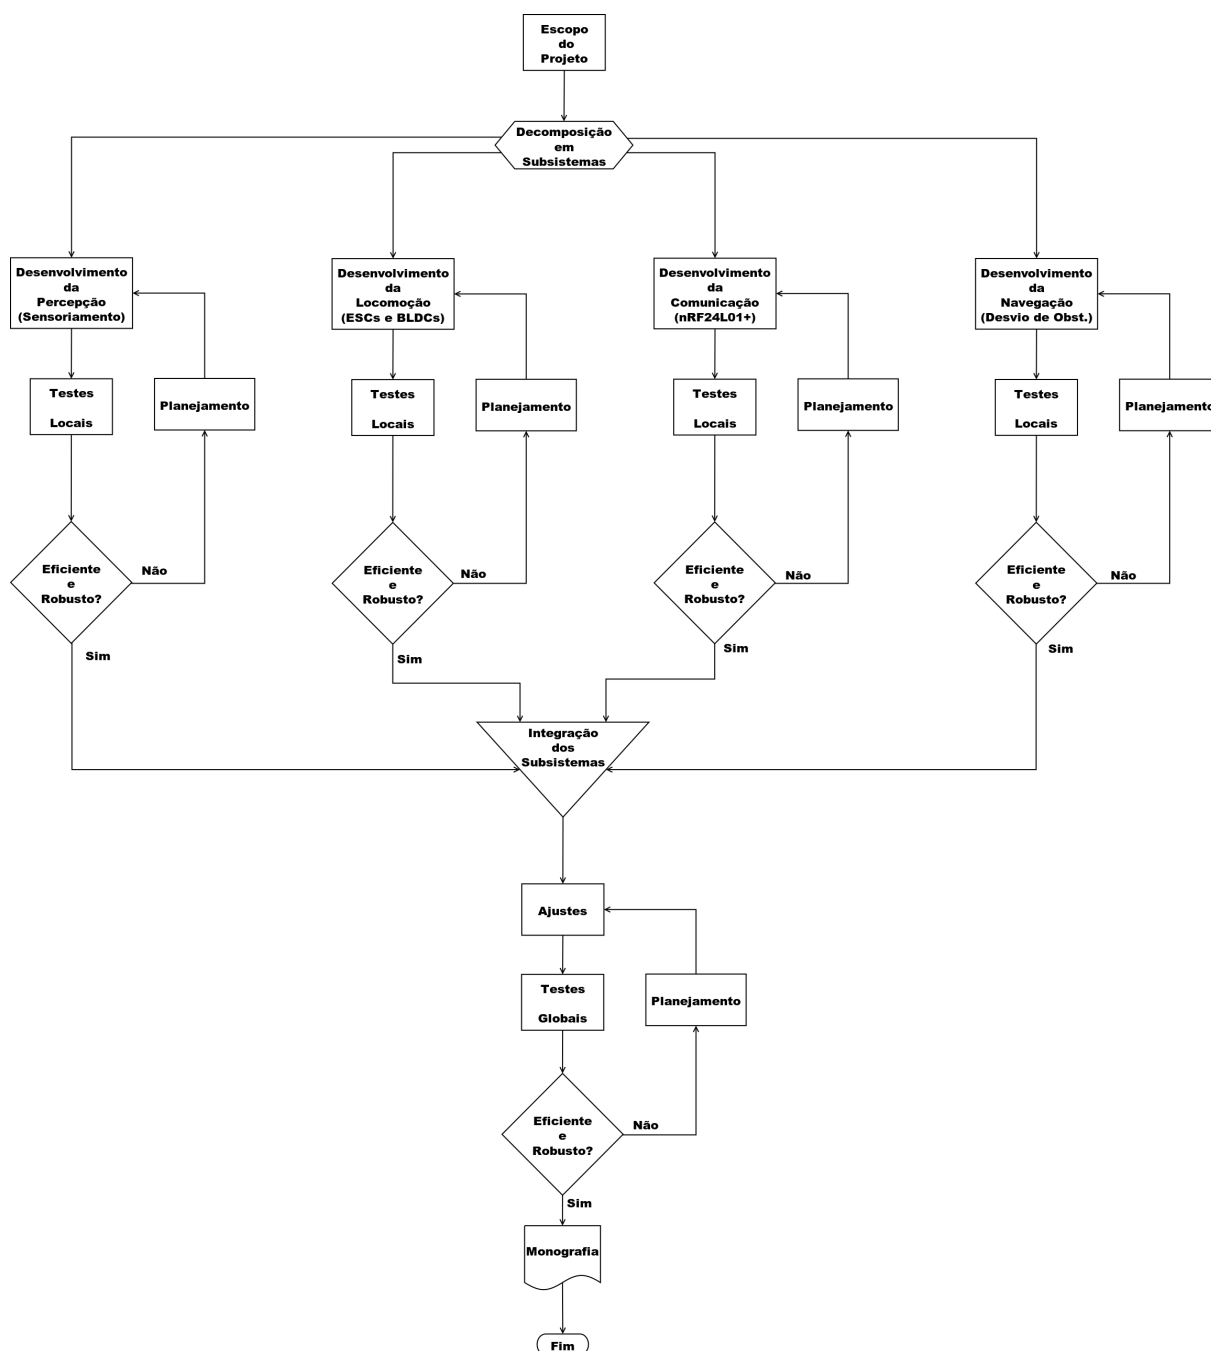 Escopo
do
Projeto
Decomposição
em
Subsistemas
Desenvolvimento
da
Percepção
(Sensoriamento)
Desenvolvimento
da
Locomoção
(ESCs e BLDCs)
Desenvolvimento
da
Comunicação
(nRF24L01+)
Desenvolvimento
da
Navegação
(Desvio de Obst.)
Testes
Locais
Planejamento
Testes
Locais
Planejamento
Testes
Locais
Planejamento
Testes
Locais
Planejamento
Eficiente
e
Robusto?
Não
Sim
Eficiente
e
Robusto?
Não
Sim
Eficiente
e
Robusto?
Não
Sim
Eficiente
e
Robusto?
Não
Sim
Integração
dos
Subsistemas
Ajustes
Testes
Globais
Planejamento
Eficiente
e
Robusto?
Não
Sim
Monografia
Fim